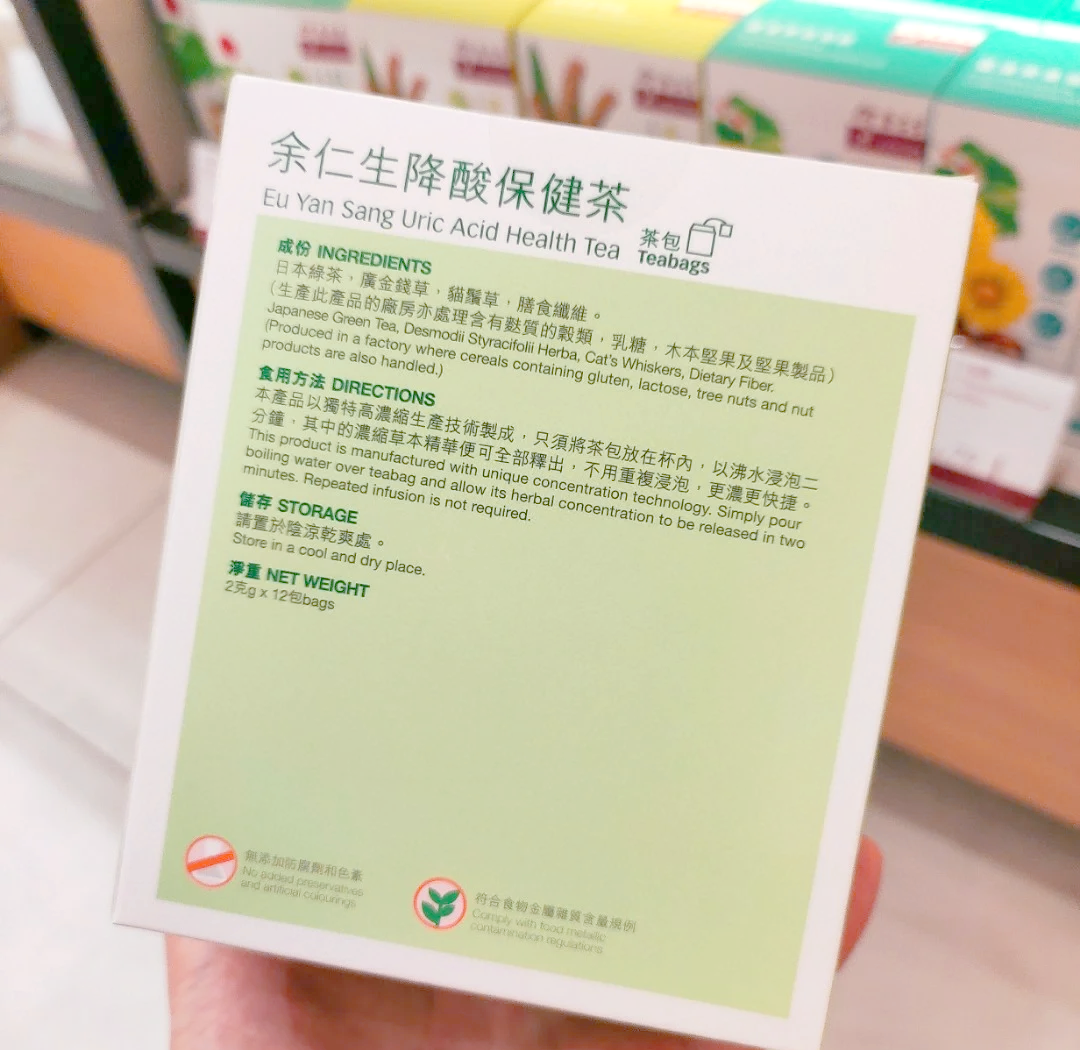 余仁生降酸保健茶
Eu Yan Sang Uric Acid Health Tea
茶包
Teabags
成份 INGREDIENTS
日本綠茶，廣金錢草，貓鬚草，膳食纖維。
（生產此產品的廠房亦處理含有麩質的穀類，乳糖，木本堅果及堅果製品）
Japanese Green Tea, Desmodii Styracifolii Herba, Cat's Whiskers, Dietary Fiber.
(Produced in a factory where cereals containing gluten, lactose, tree nuts and nut
products are also handled.)
食用方法 DIRECTIONS
本產品以獨特高濃縮生產技術製成，只須將茶包放在杯內，以沸水浸泡二
分鐘，其中的濃縮草本精華便可全部釋出，不用重複浸泡，更濃更快捷。
This product is manufactured with unique concentration technology. Simply pour
boiling water over teabag and allow its herbal concentration to be released in two
minutes. Repeated infusion is not required.
儲存 STORAGE
請置於陰涼乾爽處。
Store in a cool and dry place.
淨重 NET WEIGHT
2克g x 12包bags
無添加防腐劑和色素
No added preservatives
and artificial colourings
符合食物金屬雜質含量規例
Comply with food metallic
contamination regulations